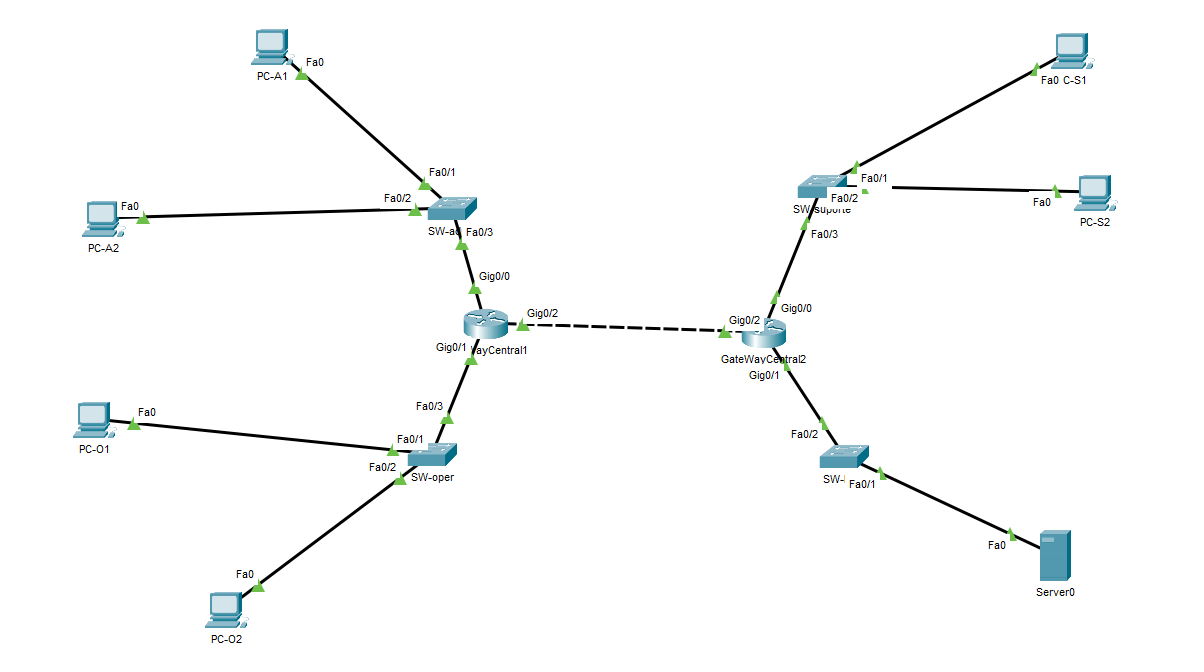 Fa0
PC-A1
Fa0
C-S1
Fa0/1
Fa0/2
Fa0
PC-A2
SW-ad
Fa0/3
Gig0/0
Gig0/2
Gig0/1
wayCentral1
Fa0/3
Fa0
PC-O1
Fa0/1
Fa0/2
SW-oper
Fa0
PC-O2
Fa0/1
Fa0/2
SW-suporte
Fa0/3
Fa0
PC-S2
Gig0/0
Gig0/2
GateWayCentral2
Gig0/1
Fa0/2
SW-
Fa0/1
Fa0
Server0